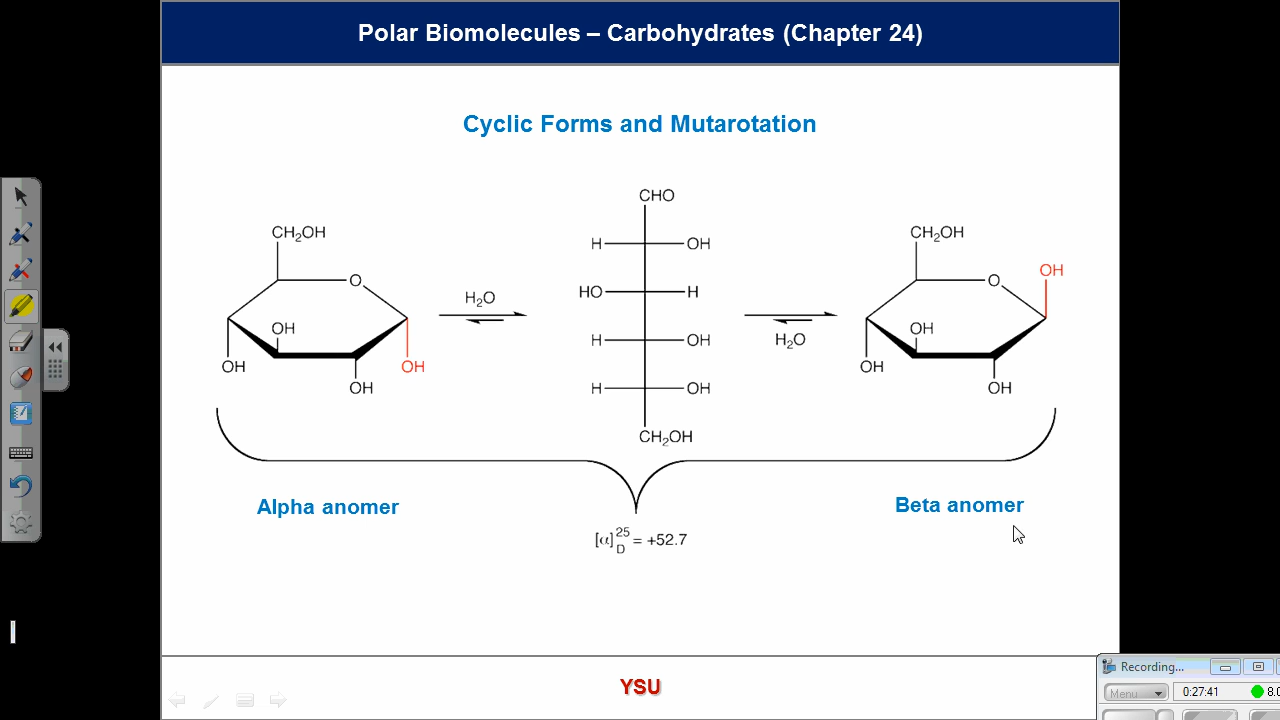 Polar Biomolecules – Carbohydrates (Chapter 24)
Cyclic Forms and Mutarotation
CH₂OH
O
OH
OH
OH
OH
H₂O
CHO
H OH
HO H
H OH
H OH
CH₂OH
H₂O
CH₂OH
O
OH
OH
OH
OH
Alpha anomer
Beta anomer
[α]25D = +52.7
YSU
Recording...
Menu
0:27:41
8.0